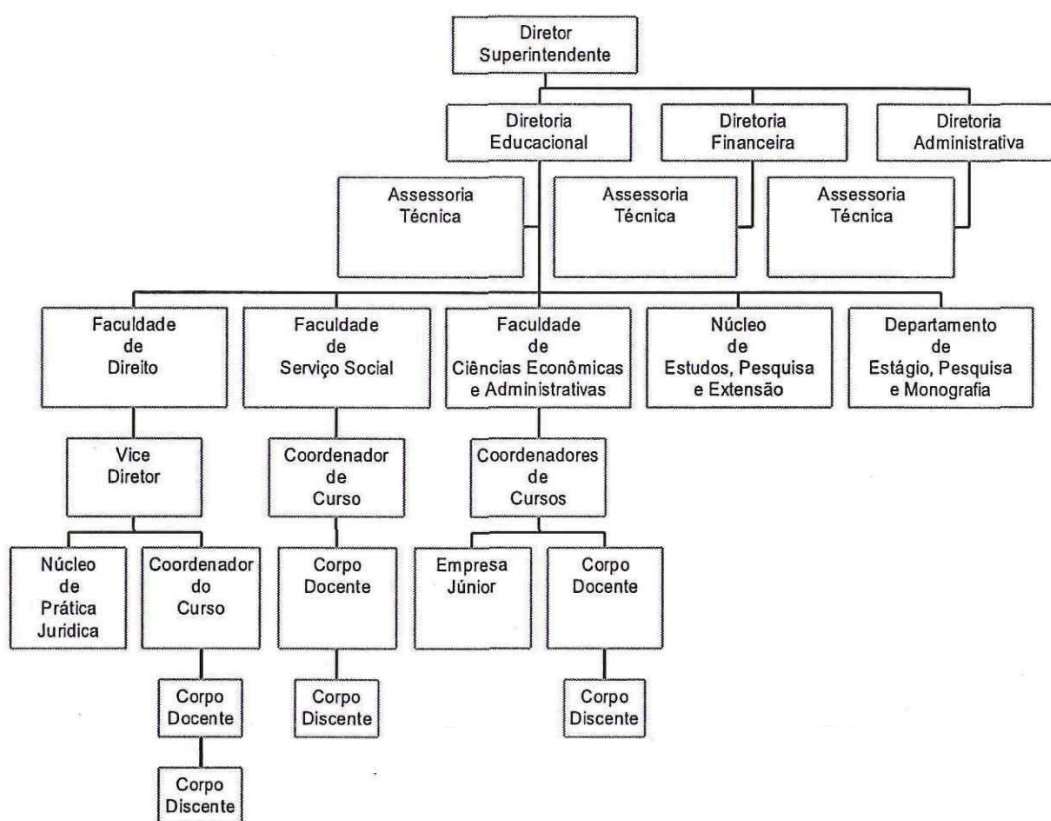 Diretor
Superintendente
Diretoria
Educacional
Diretoria
Financeira
Diretoria
Administrativa
Assessoria
Técnica
Assessoria
Técnica
Assessoria
Técnica
Faculdade
de
Direito
Faculdade
de
Serviço Social
Faculdade
de
Ciências Econômicas
e Administrativas
Núcleo
de
Estudos, Pesquisa
e Extensão
Departamento
de
Estágio, Pesquisa
e Monografia
Vice
Diretor
Coordenador
de
Curso
Coordenadores
de
Cursos
Núcleo
de
Prática
Juridica
Coordenador
do
Curso
Corpo
Docente
Empresa
Júnior
Corpo
Docente
Corpo
Docente
Corpo
Discente
Corpo
Discente
Corpo
Discente